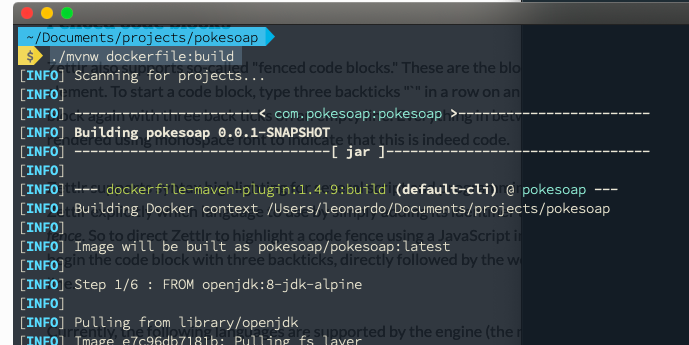 ~/Documents/projects/pokesoap
$ ./mvnw dockerfile:build
[INFO] Scanning for projects...
[INFO]
[INFO] ------------------------< com.pokesoap:pokesoap >------------------------
[INFO] Building pokesoap 0.0.1-SNAPSHOT
[INFO] --------------------------------[ jar ]---------------------------------
[INFO]
[INFO] --- dockerfile-maven-plugin:1.4.9:build (default-cli) @ pokesoap ---
[INFO] Building Docker context /Users/leonardo/Documents/projects/pokesoap
[INFO]
[INFO] Image will be built as pokesoap/pokesoap:latest
[INFO]
[INFO] Step 1/6 : FROM openjdk:8-jdk-alpine
[INFO]
[INFO] Pulling from library/openjdk
[INFO] Image e7c96db7181b: Pulling fs layer